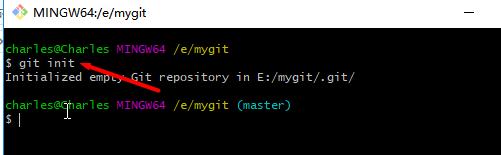 MINGW64:/e/mygit
charles@Charles MINGW64 /e/mygit
$ git init
Initialized empty Git repository in E:/mygit/.git/
charles@Charles MINGW64 /e/mygit (master)
$